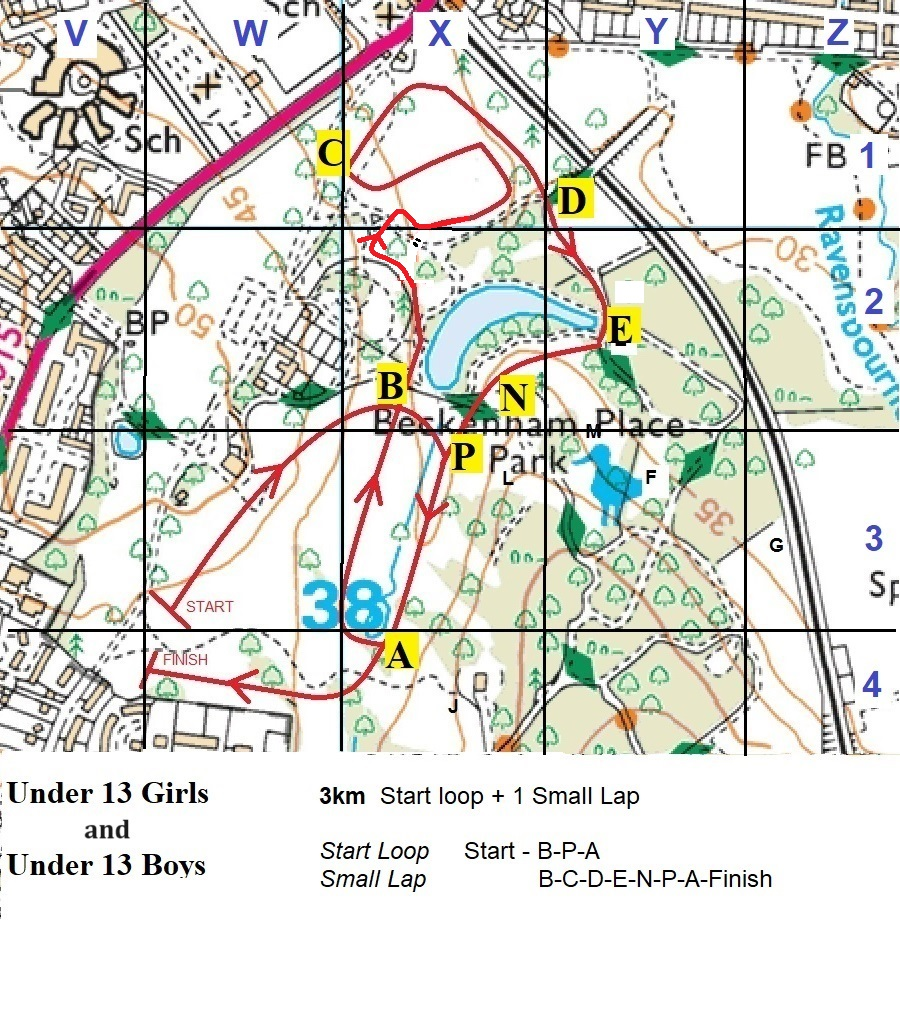 Sch
V
W
X
Y
Z
Sch
C
FB
1
45
D
30
Ravensbourn
2
BP
50
E
B
N
Beckenham Place
M
P
Park
L
F
35
G
3
Sp
START
38
A
FINISH
4
J
Under 13 Girls
and
Under 13 Boys
3km Start loop + 1 Small Lap
Start Loop Start - B-P-A
Small Lap B-C-D-E-N-P-A-Finish